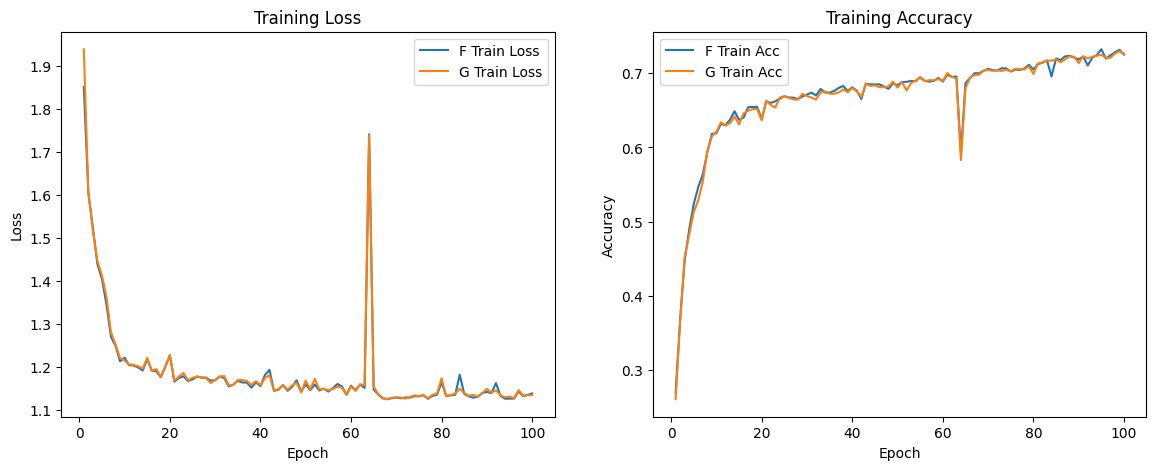 Training Loss
Loss
1.9
1.8
1.7
1.6
1.5
1.4
1.3
1.2
1.1
F Train Loss
G Train Loss
0 20 40 60 80 100
Epoch
Training Accuracy
Accuracy
0.7
0.6
0.5
0.4
0.3
F Train Acc
G Train Acc
0 20 40 60 80 100
Epoch